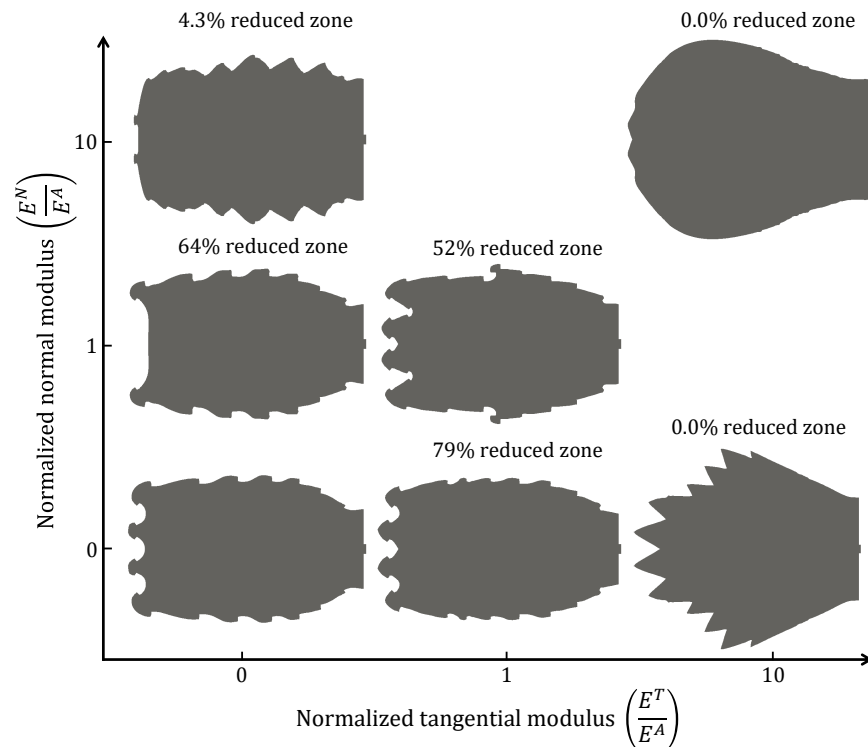 4.3% reduced zone
0.0% reduced zone
10
Normalized normal modulus (E^N/E^A)
64% reduced zone
52% reduced zone
1
79% reduced zone
0.0% reduced zone
0
0 1 10
Normalized tangential modulus (E^T/E^A)